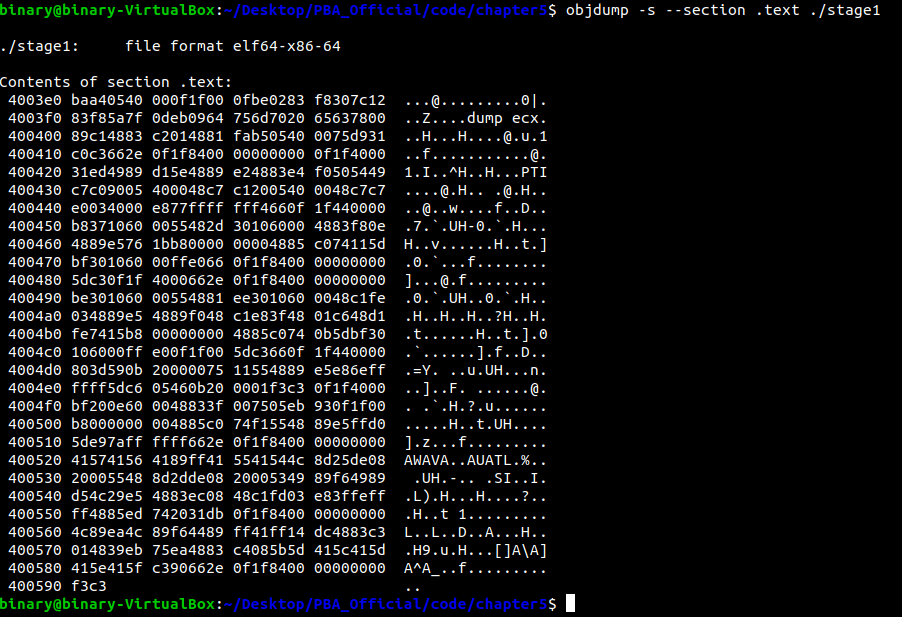 binary@binary-VirtualBox:~/Desktop/PBA_Official/code/chapter5$ objdump -s --section .text ./stage1
./stage1:     file format elf64-x86-64
Contents of section .text:
 4003e0 baa40540 000f1f00 0fbe0283 f8307c12  ...@.........0|.
 4003f0 83f85a7f 0deb0964 756d7020 65637800  ..Z....dump ecx.
 400400 89c14883 c2014881 fab50540 0075d931  ..H...H....@.u.1
 400410 c0c3662e 0f1f8400 00000000 0f1f4000  ..f...........@.
 400420 31ed4989 d15e4889 e24883e4 f0505449  1.I..^H..H...PTI
 400430 c7c09005 400048c7 c1200540 0048c7c7  ....@.H.. .@.H..
 400440 e0034000 e877ffff fff4660f 1f440000  ..@..w....f..D..
 400450 b8371060 0055482d 30106000 4883f80e  .7.`.UH-0.`.H...
 400460 4889e576 1bb80000 00004885 c074115d  H..v......H..t.]
 400470 bf301060 00ffe066 0f1f8400 00000000  .0.`...f........
 400480 5dc30f1f 4000662e 0f1f8400 00000000  ]...@.f.........
 400490 be301060 00554881 ee301060 0048c1fe  .0.`.UH..0.`.H..
 4004a0 034889e5 4889f048 c1e83f48 01c648d1  .H..H..H..?H..H.
 4004b0 fe7415b8 00000000 4885c074 0b5dbf30  .t......H..t.].0
 4004c0 106000ff e00f1f00 5dc3660f 1f440000  .`......].f..D..
 4004d0 803d590b 20000075 11554889 e5e86eff  .=Y. ..u.UH...n.
 4004e0 ffff5dc6 05460b20 0001f3c3 0f1f4000  ..]..F. ......@.
 4004f0 bf200e60 0048833f 007505eb 930f1f00  . .`.H.?.u......
 400500 b8000000 004885c0 74f15548 89e5ffd0  .....H..t.UH....
 400510 5de97aff ffff662e 0f1f8400 00000000  ].z...f.........
 400520 41574156 4189ff41 5541544c 8d25de08  AWAVA..AUATL.%..
 400530 20005548 8d2dde08 20005349 89f64989   .UH.-.. .SI..I.
 400540 d54c29e5 4883ec08 48c1fd03 e83ffeff  .L).H...H....?..
 400550 ff4885ed 742031db 0f1f8400 00000000  .H..t 1.........
 400560 4c89ea4c 89f64489 ff41ff14 dc4883c3  L..L..D..A...H..
 400570 014839eb 75ea4883 c4085b5d 415c415d  .H9.u.H...[]A\A]
 400580 415e415f c390662e 0f1f8400 00000000  A^A_..f.........
 400590 f3c3                                 ..
binary@binary-VirtualBox:~/Desktop/PBA_Official/code/chapter5$